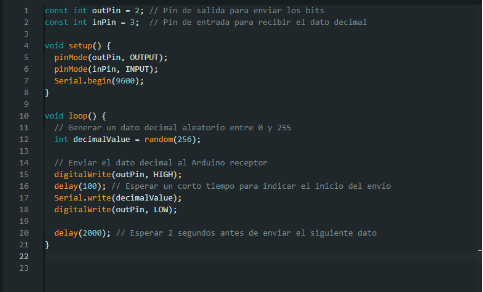 1 const int outPin = 2; // Pin de salida para enviar los bits
2 const int inPin = 3;  // Pin de entrada para recibir el dato decimal
3
4 void setup() {
5   pinMode(outPin, OUTPUT);
6   pinMode(inPin, INPUT);
7   Serial.begin(9600);
8 }
9
10 void loop() {
11   // Generar un dato decimal aleatorio entre 0 y 255
12   int decimalValue = random(256);
13
14   // Enviar el dato decimal al Arduino receptor
15   digitalWrite(outPin, HIGH);
16   delay(100); // Esperar un corto tiempo para indicar el inicio del envío
17   Serial.write(decimalValue);
18   digitalWrite(outPin, LOW);
19
20   delay(2000); // Esperar 2 segundos antes de enviar el siguiente dato
21 }
22
23